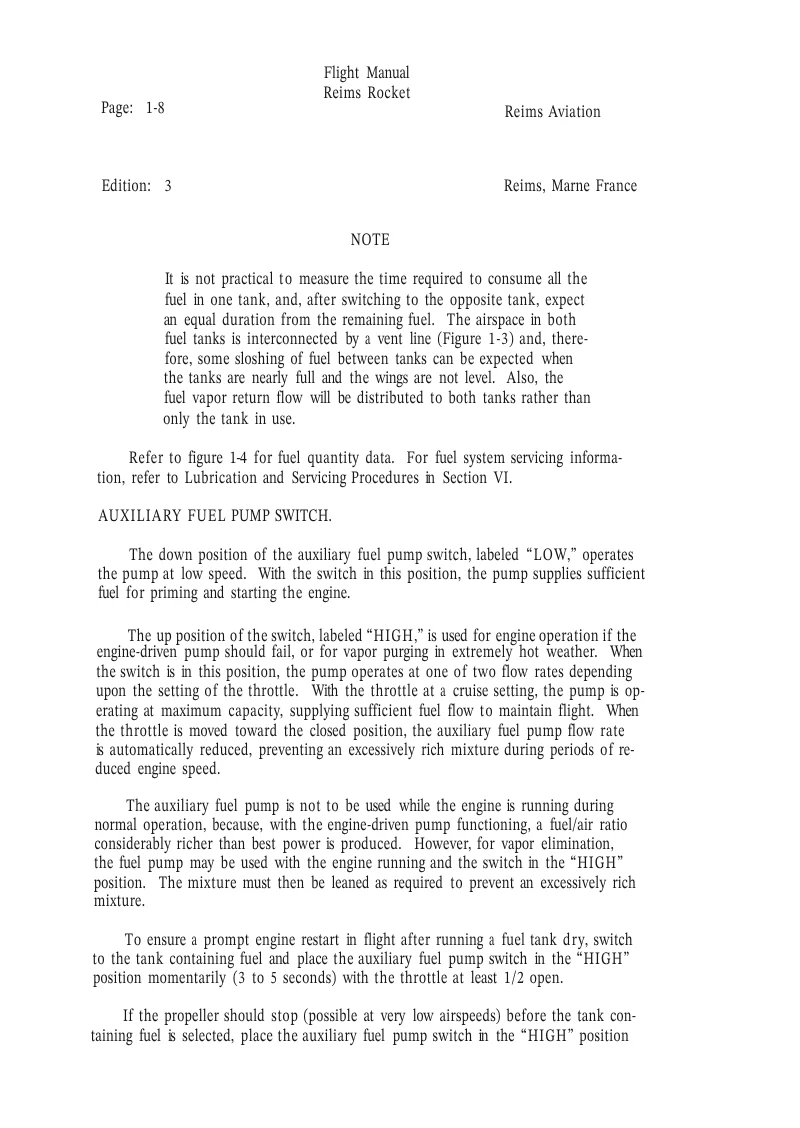 Flight Manual
Reims Rocket
Page: 1-8
Reims Aviation
Edition: 3
Reims, Marne France
NOTE
It is not practical to measure the time required to consume all the
fuel in one tank, and, after switching to the opposite tank, expect
an equal duration from the remaining fuel. The airspace in both
fuel tanks is interconnected by a vent line (Figure 1-3) and, there-
fore, some sloshing of fuel between tanks can be expected when
the tanks are nearly full and the wings are not level. Also, the
fuel vapor return flow will be distributed to both tanks rather than
only the tank in use.
Refer to figure 1-4 for fuel quantity data. For fuel system servicing informa-
tion, refer to Lubrication and Servicing Procedures in Section VI.
AUXILIARY FUEL PUMP SWITCH.
The down position of the auxiliary fuel pump switch, labeled “LOW,” operates
the pump at low speed. With the switch in this position, the pump supplies sufficient
fuel for priming and starting the engine.
The up position of the switch, labeled “HIGH,” is used for engine operation if the
engine-driven pump should fail, or for vapor purging in extremely hot weather. When
the switch is in this position, the pump operates at one of two flow rates depending
upon the setting of the throttle. With the throttle at a cruise setting, the pump is op-
erating at maximum capacity, supplying sufficient fuel flow to maintain flight. When
the throttle is moved toward the closed position, the auxiliary fuel pump flow rate
is automatically reduced, preventing an excessively rich mixture during periods of re-
duced engine speed.
The auxiliary fuel pump is not to be used while the engine is running during
normal operation, because, with the engine-driven pump functioning, a fuel/air ratio
considerably richer than best power is produced. However, for vapor elimination,
the fuel pump may be used with the engine running and the switch in the “HIGH”
position. The mixture must then be leaned as required to prevent an excessively rich
mixture.
To ensure a prompt engine restart in flight after running a fuel tank dry, switch
to the tank containing fuel and place the auxiliary fuel pump switch in the “HIGH”
position momentarily (3 to 5 seconds) with the throttle at least 1/2 open.
If the propeller should stop (possible at very low airspeeds) before the tank con-
taining fuel is selected, place the auxiliary fuel pump switch in the “HIGH” position